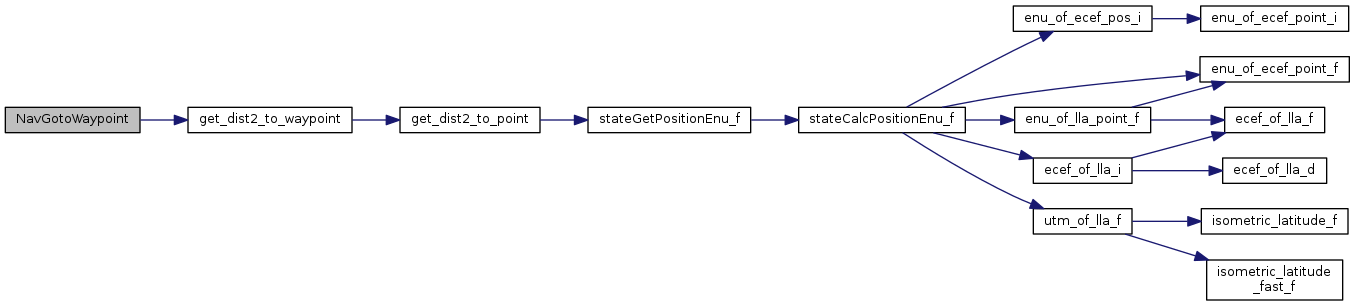 NavGotoWaypoint
get_dist2_to_waypoint
get_dist2_to_point
stateGetPositionEnu_f
stateCalcPositionEnu_f
enu_of_ecef_pos_i
enu_of_ecef_point_i
enu_of_ecef_point_f
enu_of_lla_point_f
ecef_of_lla_f
ecef_of_lla_i
ecef_of_lla_d
utm_of_lla_f
isometric_latitude_f
isometric_latitude
_fast_f